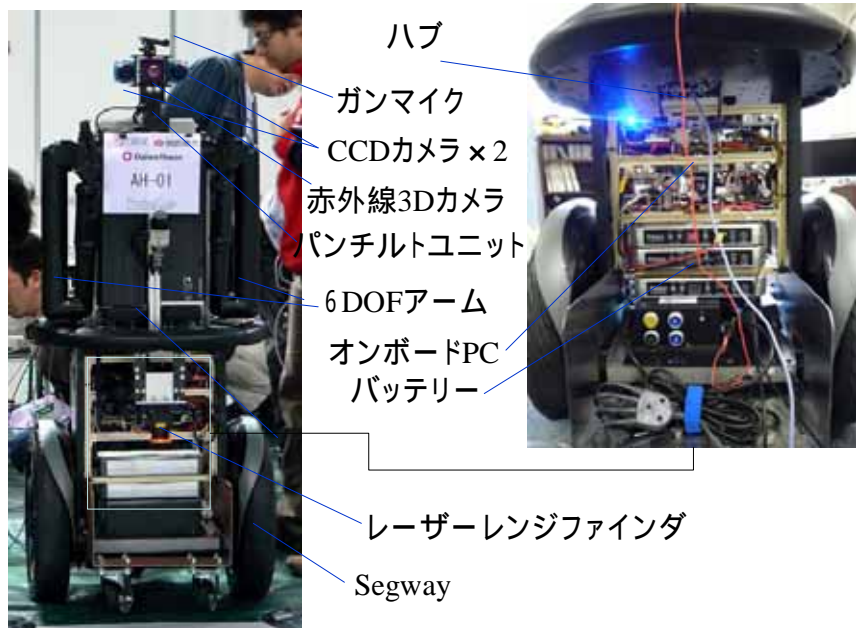 ハブ
ガンマイク
CCDカメラ×2
赤外線3Dカメラ
パンチルトユニット
6DOFアーム
オンボードPC
バッテリー
レーザーレンジファインダ
Segway
Daiwa House
AH-01